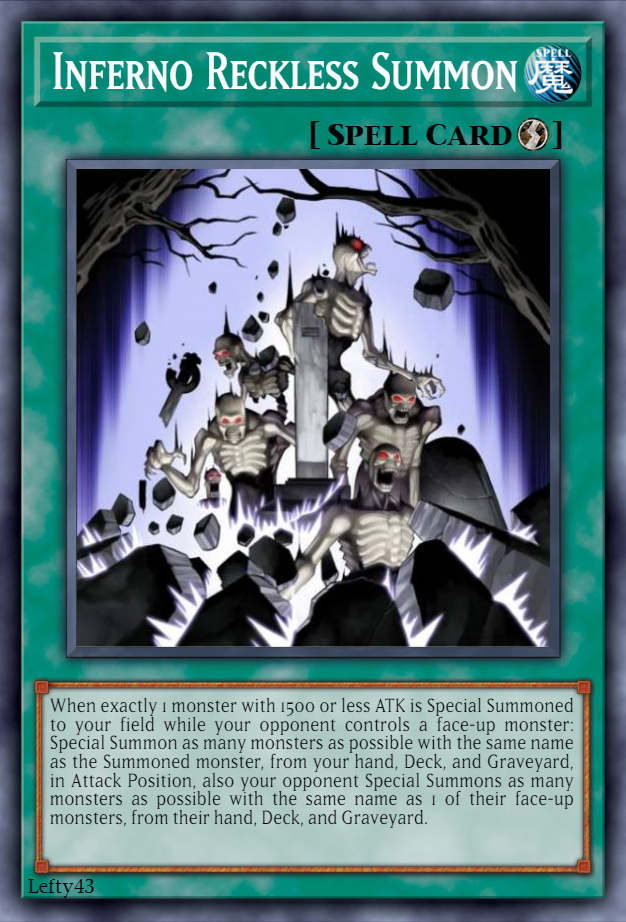 Inferno Reckless Summon
SPELL
魔
[ Spell Card ]
When exactly 1 monster with 1500 or less ATK is Special Summoned
to your field while your opponent controls a face-up monster:
Special Summon as many monsters as possible with the same name
as the Summoned monster, from your hand, Deck, and Graveyard,
in Attack Position, also your opponent Special Summons as many
monsters as possible with the same name as 1 of their face-up
monsters, from their hand, Deck, and Graveyard.
Lefty43